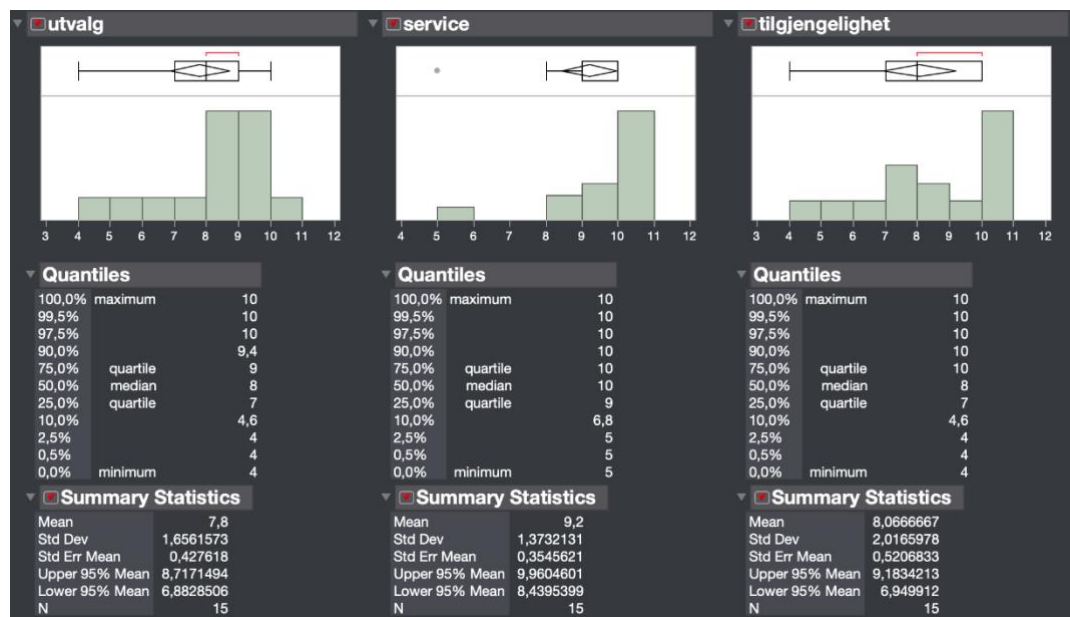 utvalg
3 4 5 6 7 8 9 10 11 12
Quantiles
100,0% maximum 10
99,5% 10
97,5% 10
90,0% 9,4
75,0% quartile 9
50,0% median 8
25,0% quartile 7
10,0% 4,6
2,5% 4
0,5% 4
0,0% minimum 4
Summary Statistics
Mean 7,8
Std Dev 1,6561573
Std Err Mean 0,427618
Upper 95% Mean 8,7171494
Lower 95% Mean 6,8828506
N 15
service
4 5 6 7 8 9 10 11 12
Quantiles
100,0% maximum 10
99,5% 10
97,5% 10
90,0% 10
75,0% quartile 10
50,0% median 10
25,0% quartile 9
10,0% 6,8
2,5% 5
0,5% 5
0,0% minimum 5
Summary Statistics
Mean 9,2
Std Dev 1,3732131
Std Err Mean 0,3545621
Upper 95% Mean 9,9604601
Lower 95% Mean 8,4395399
N 15
tilgjengelighet
3 4 5 6 7 8 9 10 11 12
Quantiles
100,0% maximum 10
99,5% 10
97,5% 10
90,0% 10
75,0% quartile 10
50,0% median 8
25,0% quartile 7
10,0% 4,6
2,5% 4
0,5% 4
0,0% minimum 4
Summary Statistics
Mean 8,0666667
Std Dev 2,0165978
Std Err Mean 0,5206833
Upper 95% Mean 9,1834213
Lower 95% Mean 6,949912
N 15